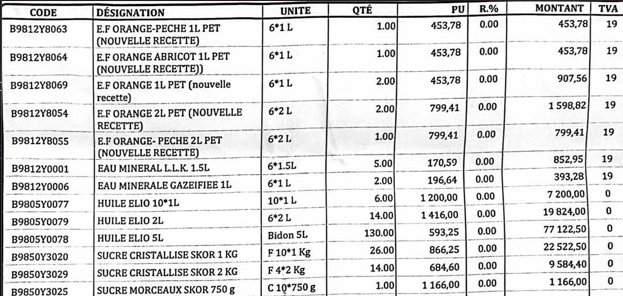 CODE DÉSIGNATION UNITE QTÉ PU R.% MONTANT TVA
B9812Y8063 E.F ORANGE-PECHE 1L PET 6*1 L 1.00 453,78 0.00 453,78 19
(NOUVELLE RECETTE)
B9812Y8064 E.F ORANGE ABRICOT 1L PET 6*1 L 1.00 453,78 0.00 453,78 19
(NOUVELLE RECETTE))
B9812Y8069 E.F ORANGE 1L PET (nouvelle 6*1 L 2.00 453,78 0.00 907,56 19
recette)
B9812Y8054 E.F ORANGE 2L PET (NOUVELLE 6*2 L 2.00 799,41 0.00 1 598,82 19
RECETTE)
B9812Y8055 E.F ORANGE- PECHE 2L PET 6*2 L 1.00 799,41 0.00 799,41 19
(NOUVELLE RECETTE)
B9812Y0001 EAU MINERAL L.L.K. 1.5L 6*1.5L 5.00 170,59 0.00 852,95 19
B9812Y0006 EAU MINERALE GAZEIFIEE 1L 6*1 L 2.00 196,64 0.00 393,28 19
B9805Y0077 HUILE ELIO 10*1L 10*1 L 6.00 1 200,00 0.00 7 200,00 0
B9805Y0079 HUILE ELIO 2L 6*2 L 14.00 1 416,00 0.00 19 824,00 0
B9805Y0078 HUILE ELIO 5L Bidon 5L 130.00 593,25 0.00 77 122,50 0
B9850Y3020 SUCRE CRISTALLISE SKOR 1 KG F 10*1 Kg 26.00 866,25 0.00 22 522,50 0
B9850Y3029 SUCRE CRISTALLISE SKOR 2 KG F 4*2 Kg 14.00 684,60 0.00 9 584,40 0
B9850Y3025 SUCRE MORCEAUX SKOR 750 g C 10*750 g 1.00 1 166,00 0.00 1 166,00 0